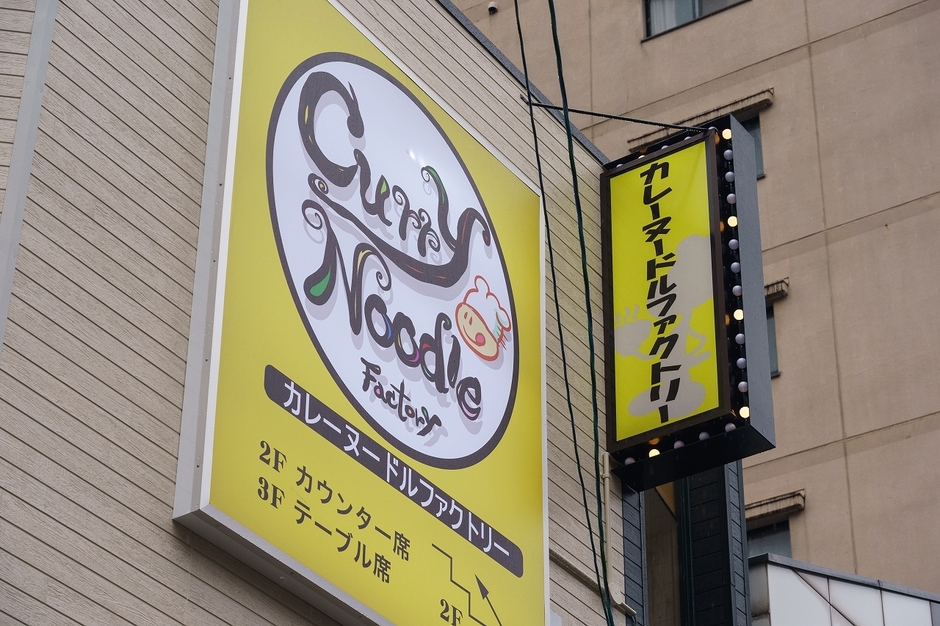 Curry
Noodle
Factory
カレーヌードルファクトリー
2F カウンター席
3F テーブル席
2F
カレーヌードルファクトリー